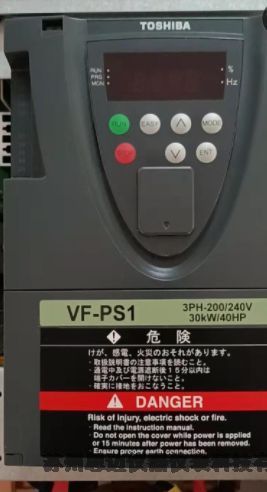 TOSHIBA
RUN
PRG
MON
%
Hz
RUN
EASY
MODE
STOP
ENT
VF-PS1
3PH-200/240V
30kW/40HP
危険
けが、感電、火災のおそれがあります。
・取扱説明書の注意事項を読むこと。
・通電中及び電源遮断後15分以内は
端子カバーを開けないこと。
・確実に接地をおこなうこと。
DANGER
Risk of injury, electric shock or fire.
· Read the instruction manual.
· Do not open the cover while power is applied
or 15 minutes after power has been removed.
· Ensure proper earth connection.